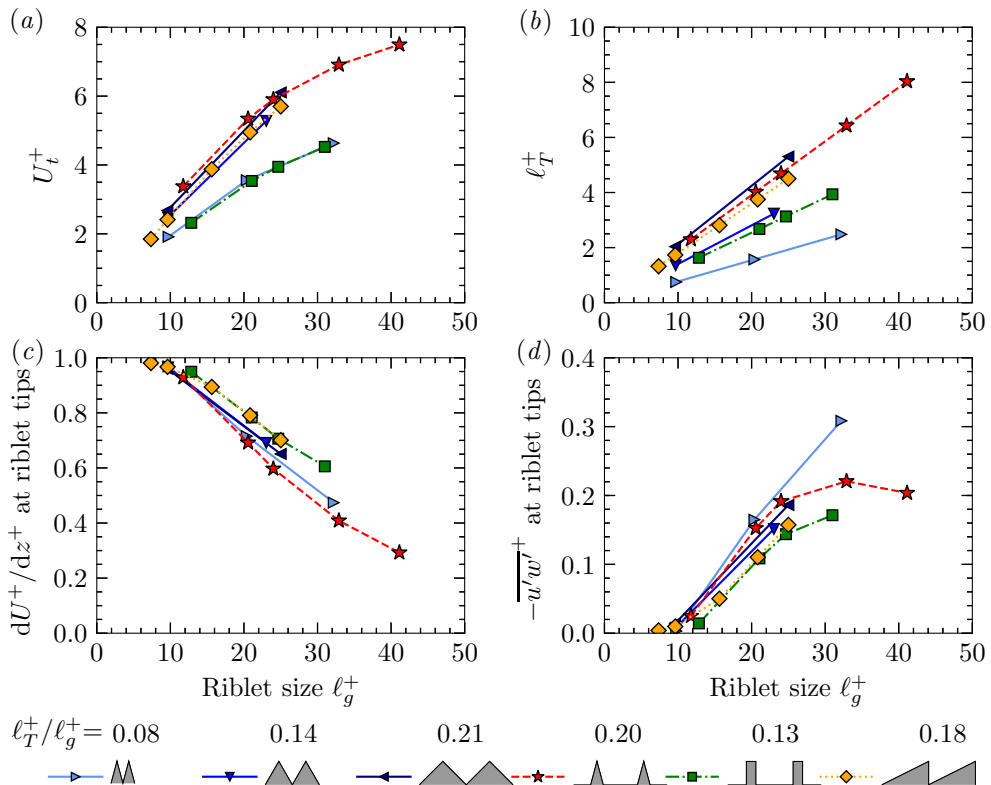 (a)
8
6
4
2
0
U_t^+
0 10 20 30 40 50
(b)
10
8
6
4
2
0
ℓ_T^+
0 10 20 30 40 50
(c)
1.0
0.8
0.6
0.4
0.2
0.0
dU^+/dz^+ at riblet tips
0 10 20 30 40 50
Riblet size ℓ_g^+
(d)
0.4
0.3
0.2
0.1
0.0
−\overline{u′w′}^+ at riblet tips
0 10 20 30 40 50
Riblet size ℓ_g^+
ℓ_T^+/ℓ_g^+ = 0.08 0.14 0.21 0.20 0.13 0.18